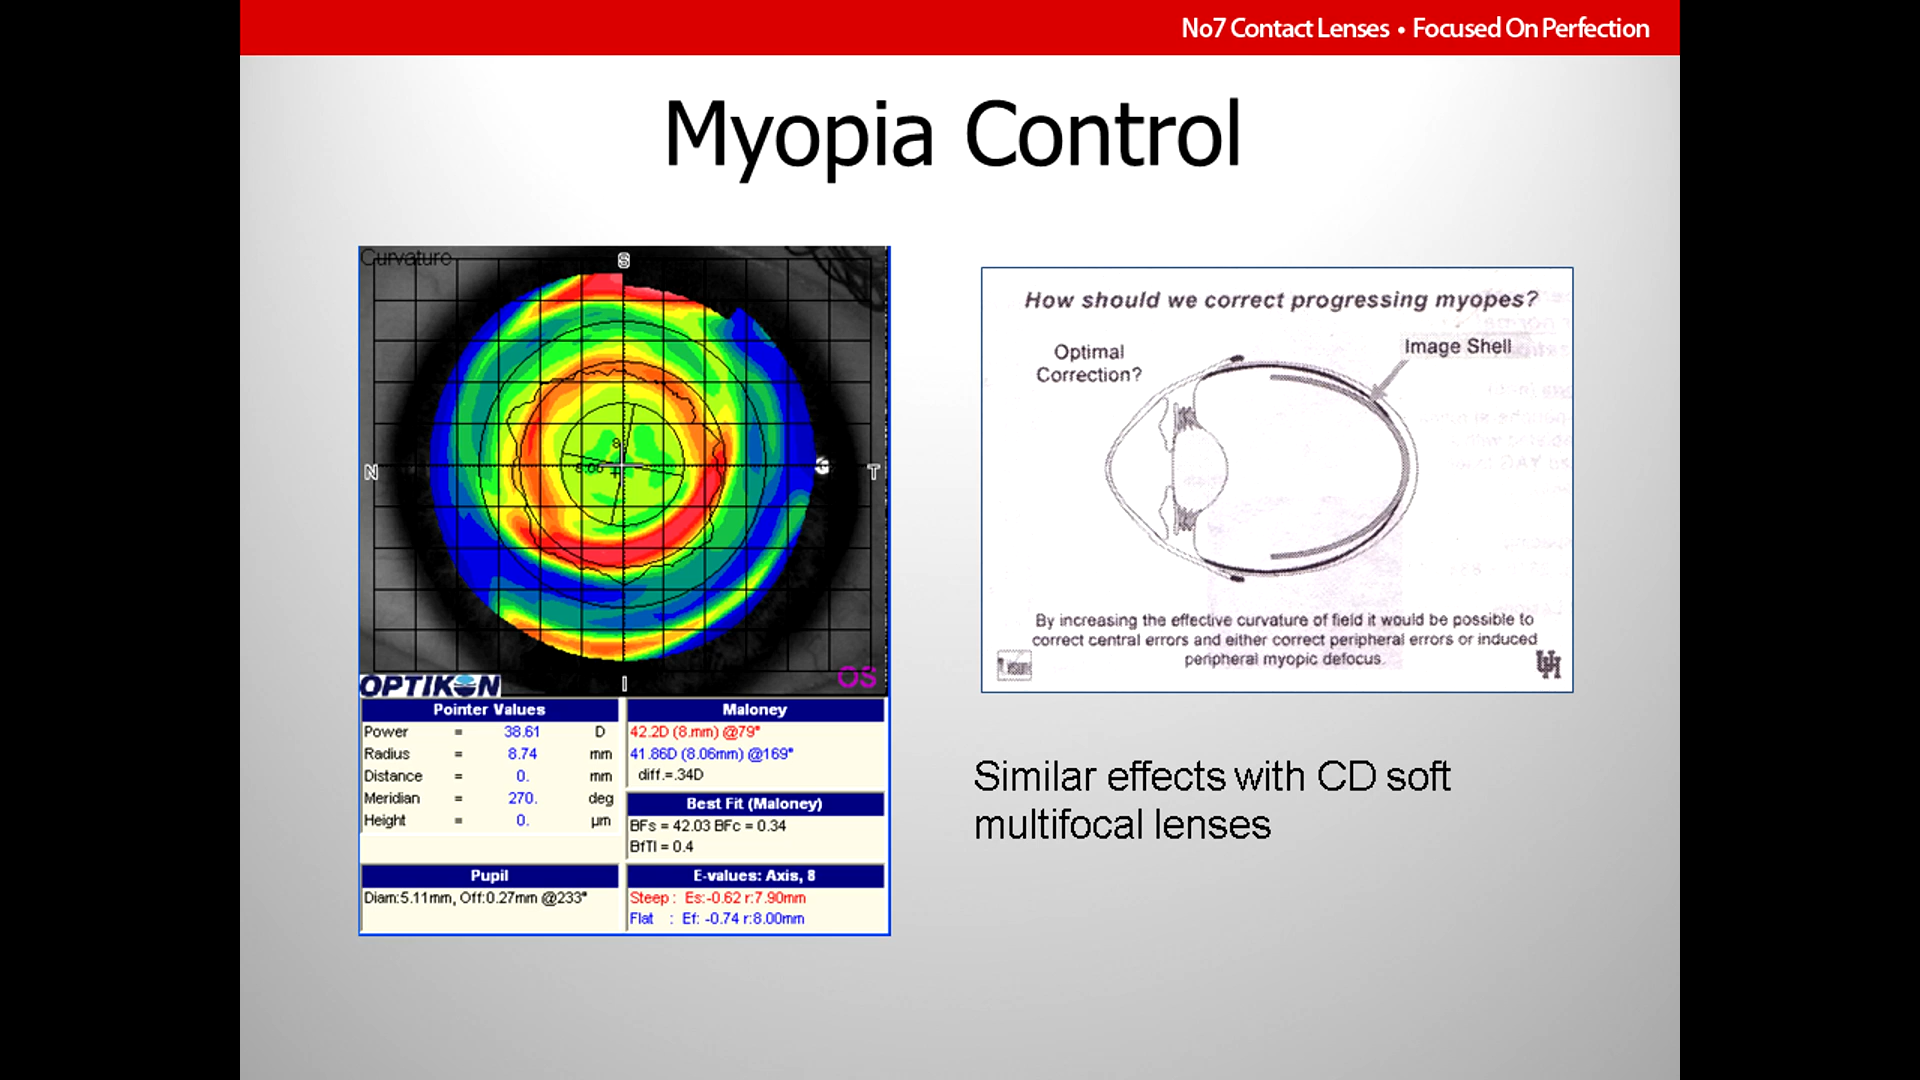 No7 Contact Lenses • Focused On Perfection
Myopia Control
Curvature
S
N
T
I
8.00
OS
OPTIKON
Pointer Values
Power = 38.61 D
Radius = 8.74 mm
Distance = 0. mm
Meridian = 270. deg
Height = 0. µm
Maloney
42.2D (8.mm) @79°
41.86D (8.06mm) @169°
diff.=.34D
Best Fit (Maloney)
BFs = 42.03 BFc = 0.34
BfTI = 0.4
Pupil
Diam:5.11mm, Off:0.27mm @233°
E-values: Axis, 8
Steep : Es:-0.62 r:7.90mm
Flat : Ef: -0.74 r:8.00mm
How should we correct progressing myopes?
Optimal
Correction?
Image Shell
By increasing the effective curvature of field it would be possible to
correct central errors and either correct peripheral errors or induced
peripheral myopic defocus.
UH
Similar effects with CD soft
multifocal lenses